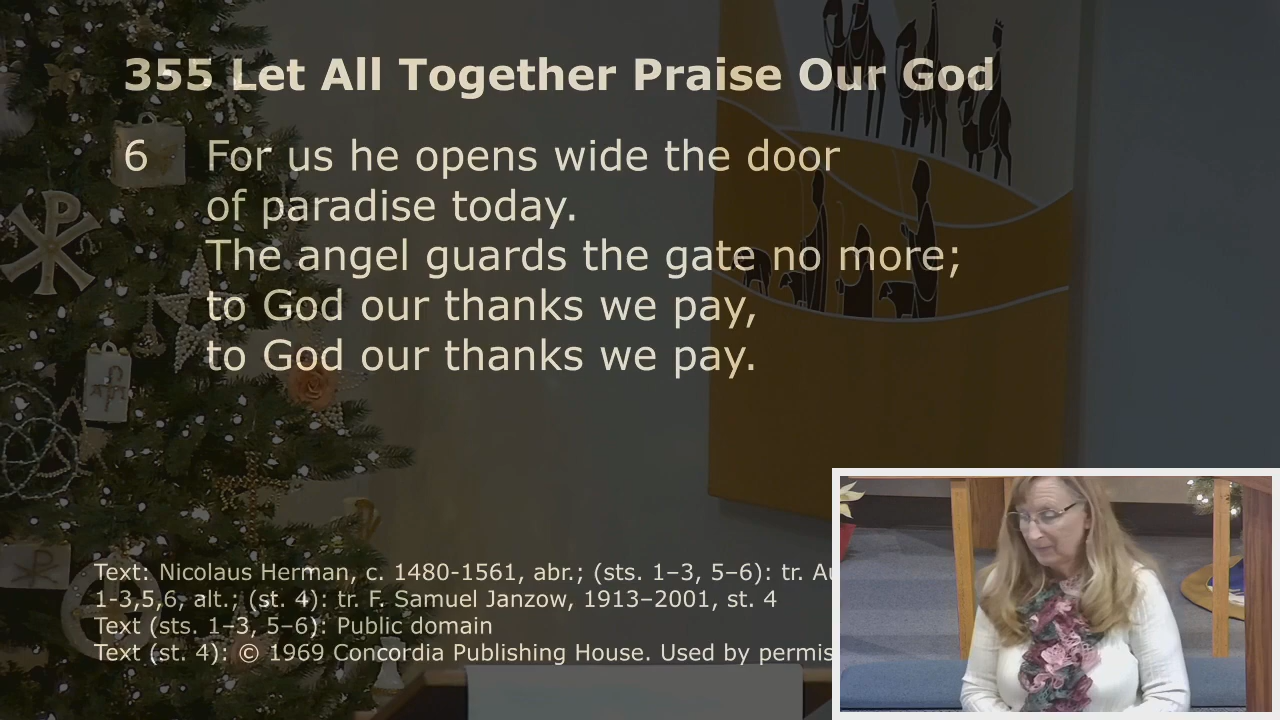 355 Let All Together Praise Our God
6 For us he opens wide the door
of paradise today.
The angel guards the gate no more;
to God our thanks we pay,
to God our thanks we pay.
Text: Nicolaus Herman, c. 1480-1561, abr.; (sts. 1–3, 5–6): tr.
1-3,5,6, alt.; (st. 4): tr. F. Samuel Janzow, 1913–2001, st. 4
Text (sts. 1–3, 5–6): Public domain
Text (st. 4): © 1969 Concordia Publishing House. Used by